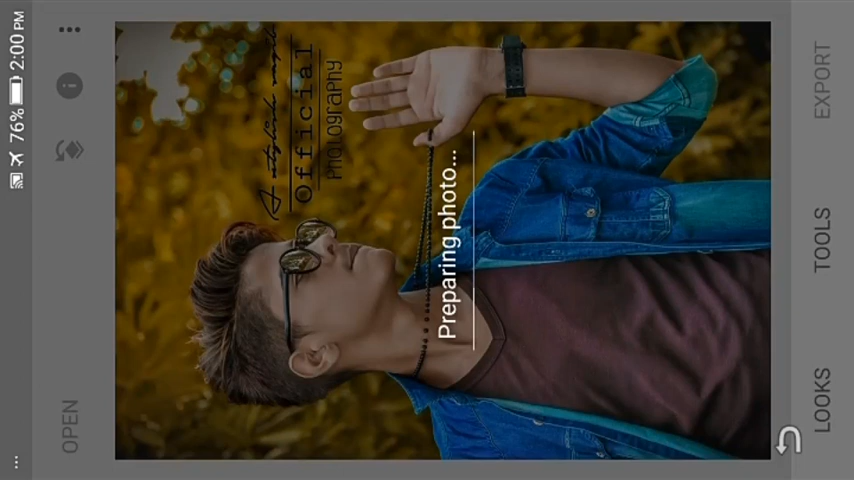 76% 2:00 PM
OPEN
Official
PHOTOGRAPHY
Preparing photo...
LOOKS
TOOLS
EXPORT